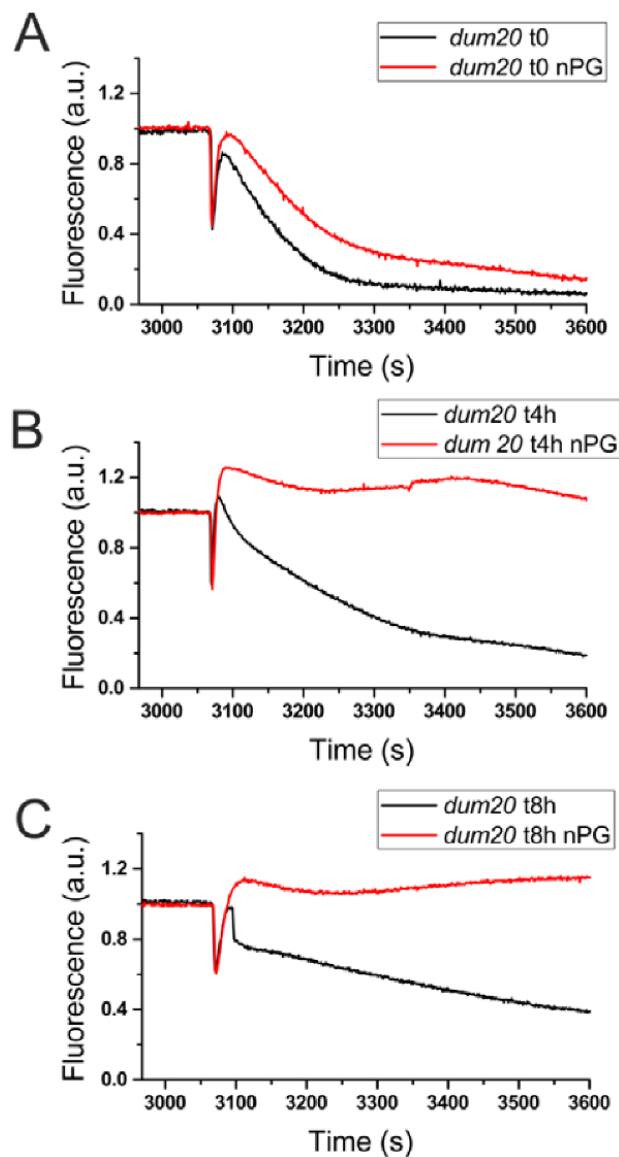 A
dum20 t0
dum20 t0 nPG
Fluorescence (a.u.)
1.2
0.8
0.4
0.0
3000 3100 3200 3300 3400 3500 3600
Time (s)
B
dum20 t4h
dum 20 t4h nPG
Fluorescence (a.u.)
1.2
0.8
0.4
0.0
3000 3100 3200 3300 3400 3500 3600
Time (s)
C
dum20 t8h
dum20 t8h nPG
Fluorescence (a.u.)
1.2
0.8
0.4
0.0
3000 3100 3200 3300 3400 3500 3600
Time (s)